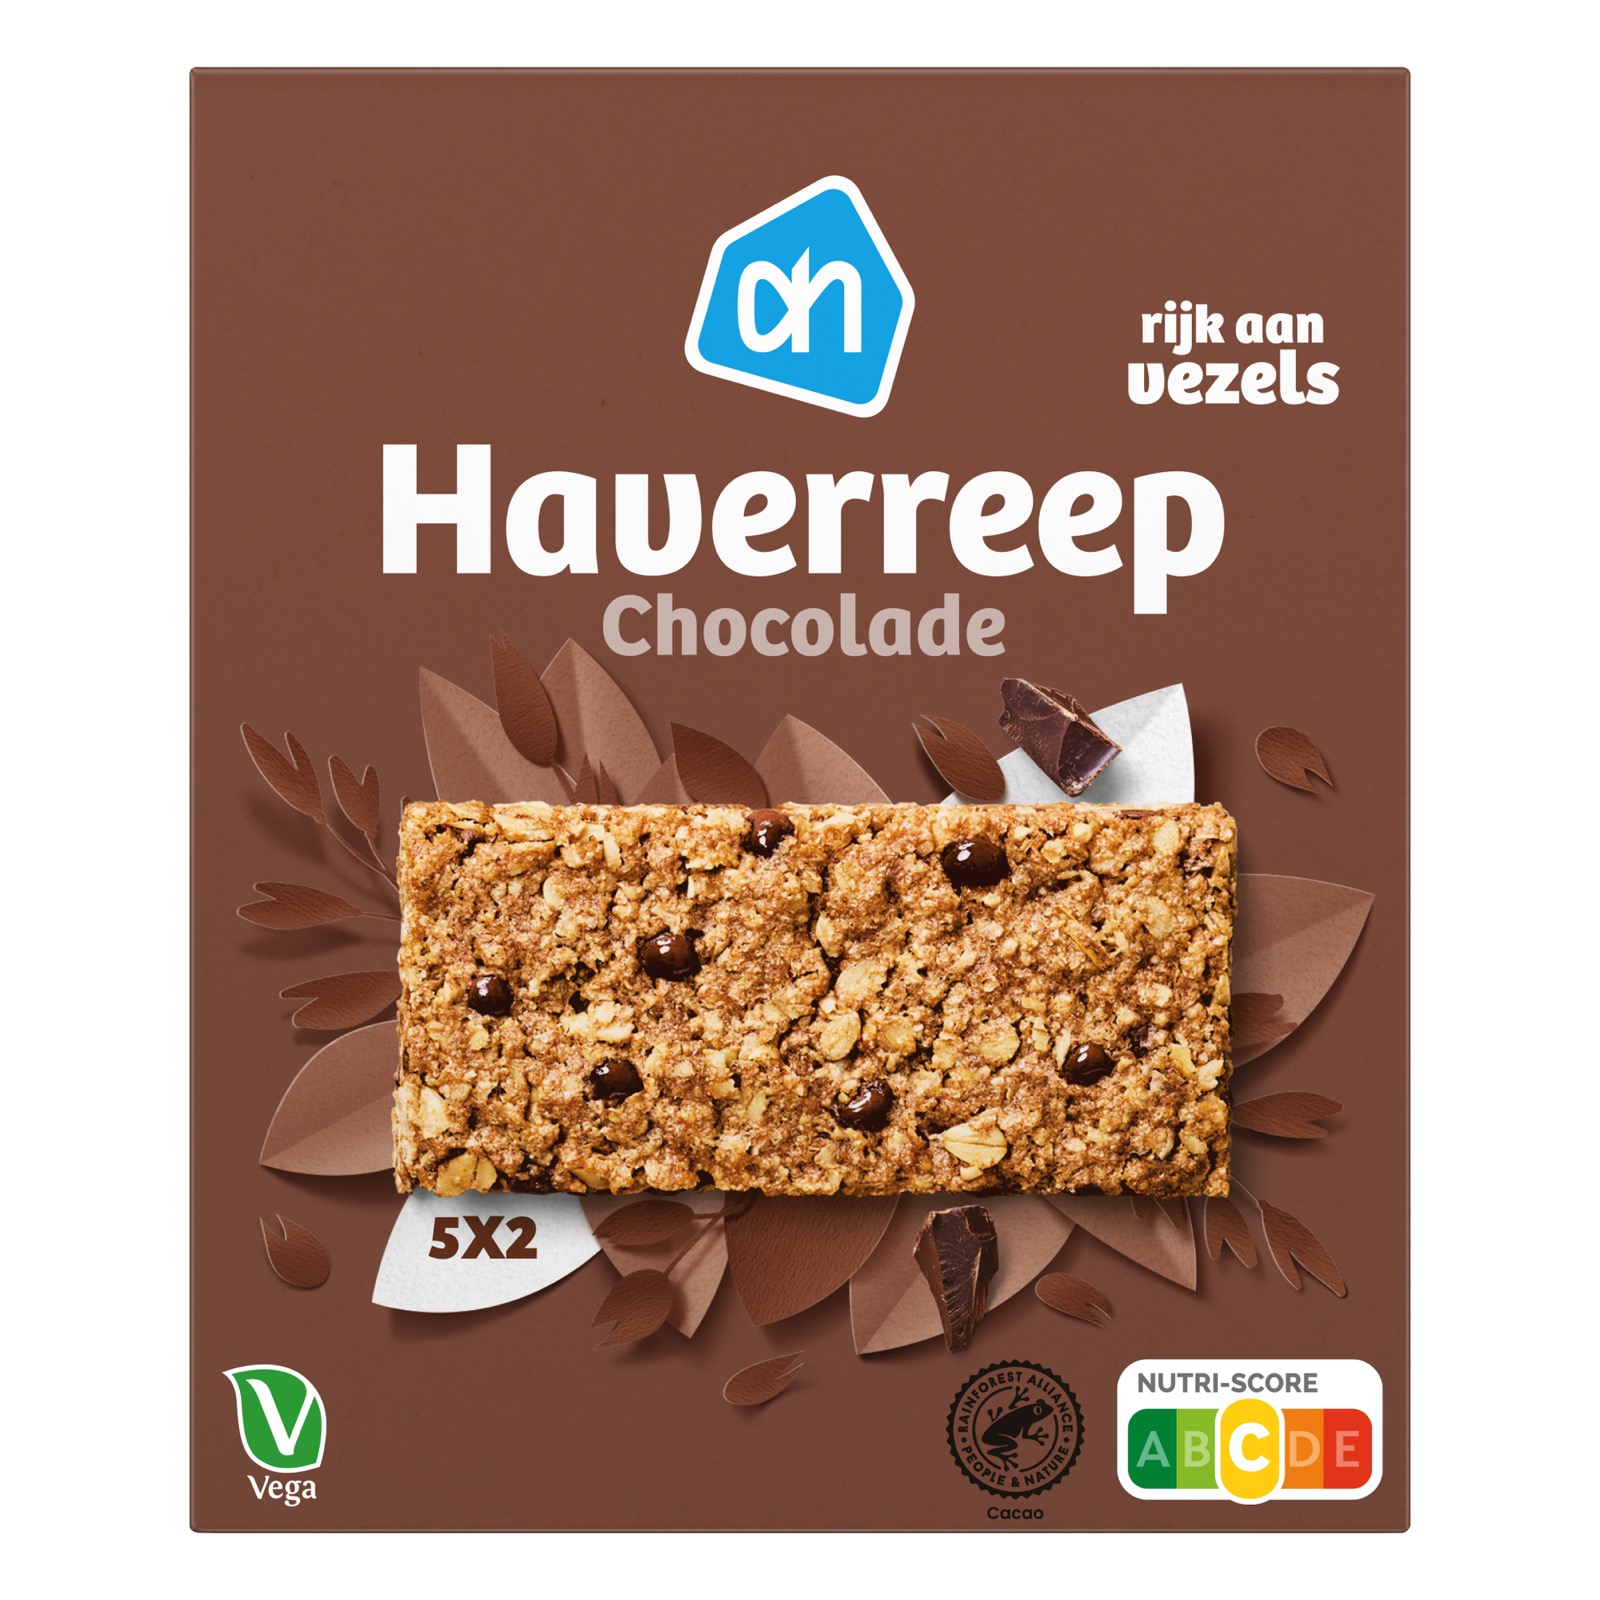 ah
rijk aan
vezels
Haverreep
Chocolade
5X2
Vega
RAINFOREST ALLIANCE
PEOPLE & NATURE
Cacao
NUTRI-SCORE
A B C D E